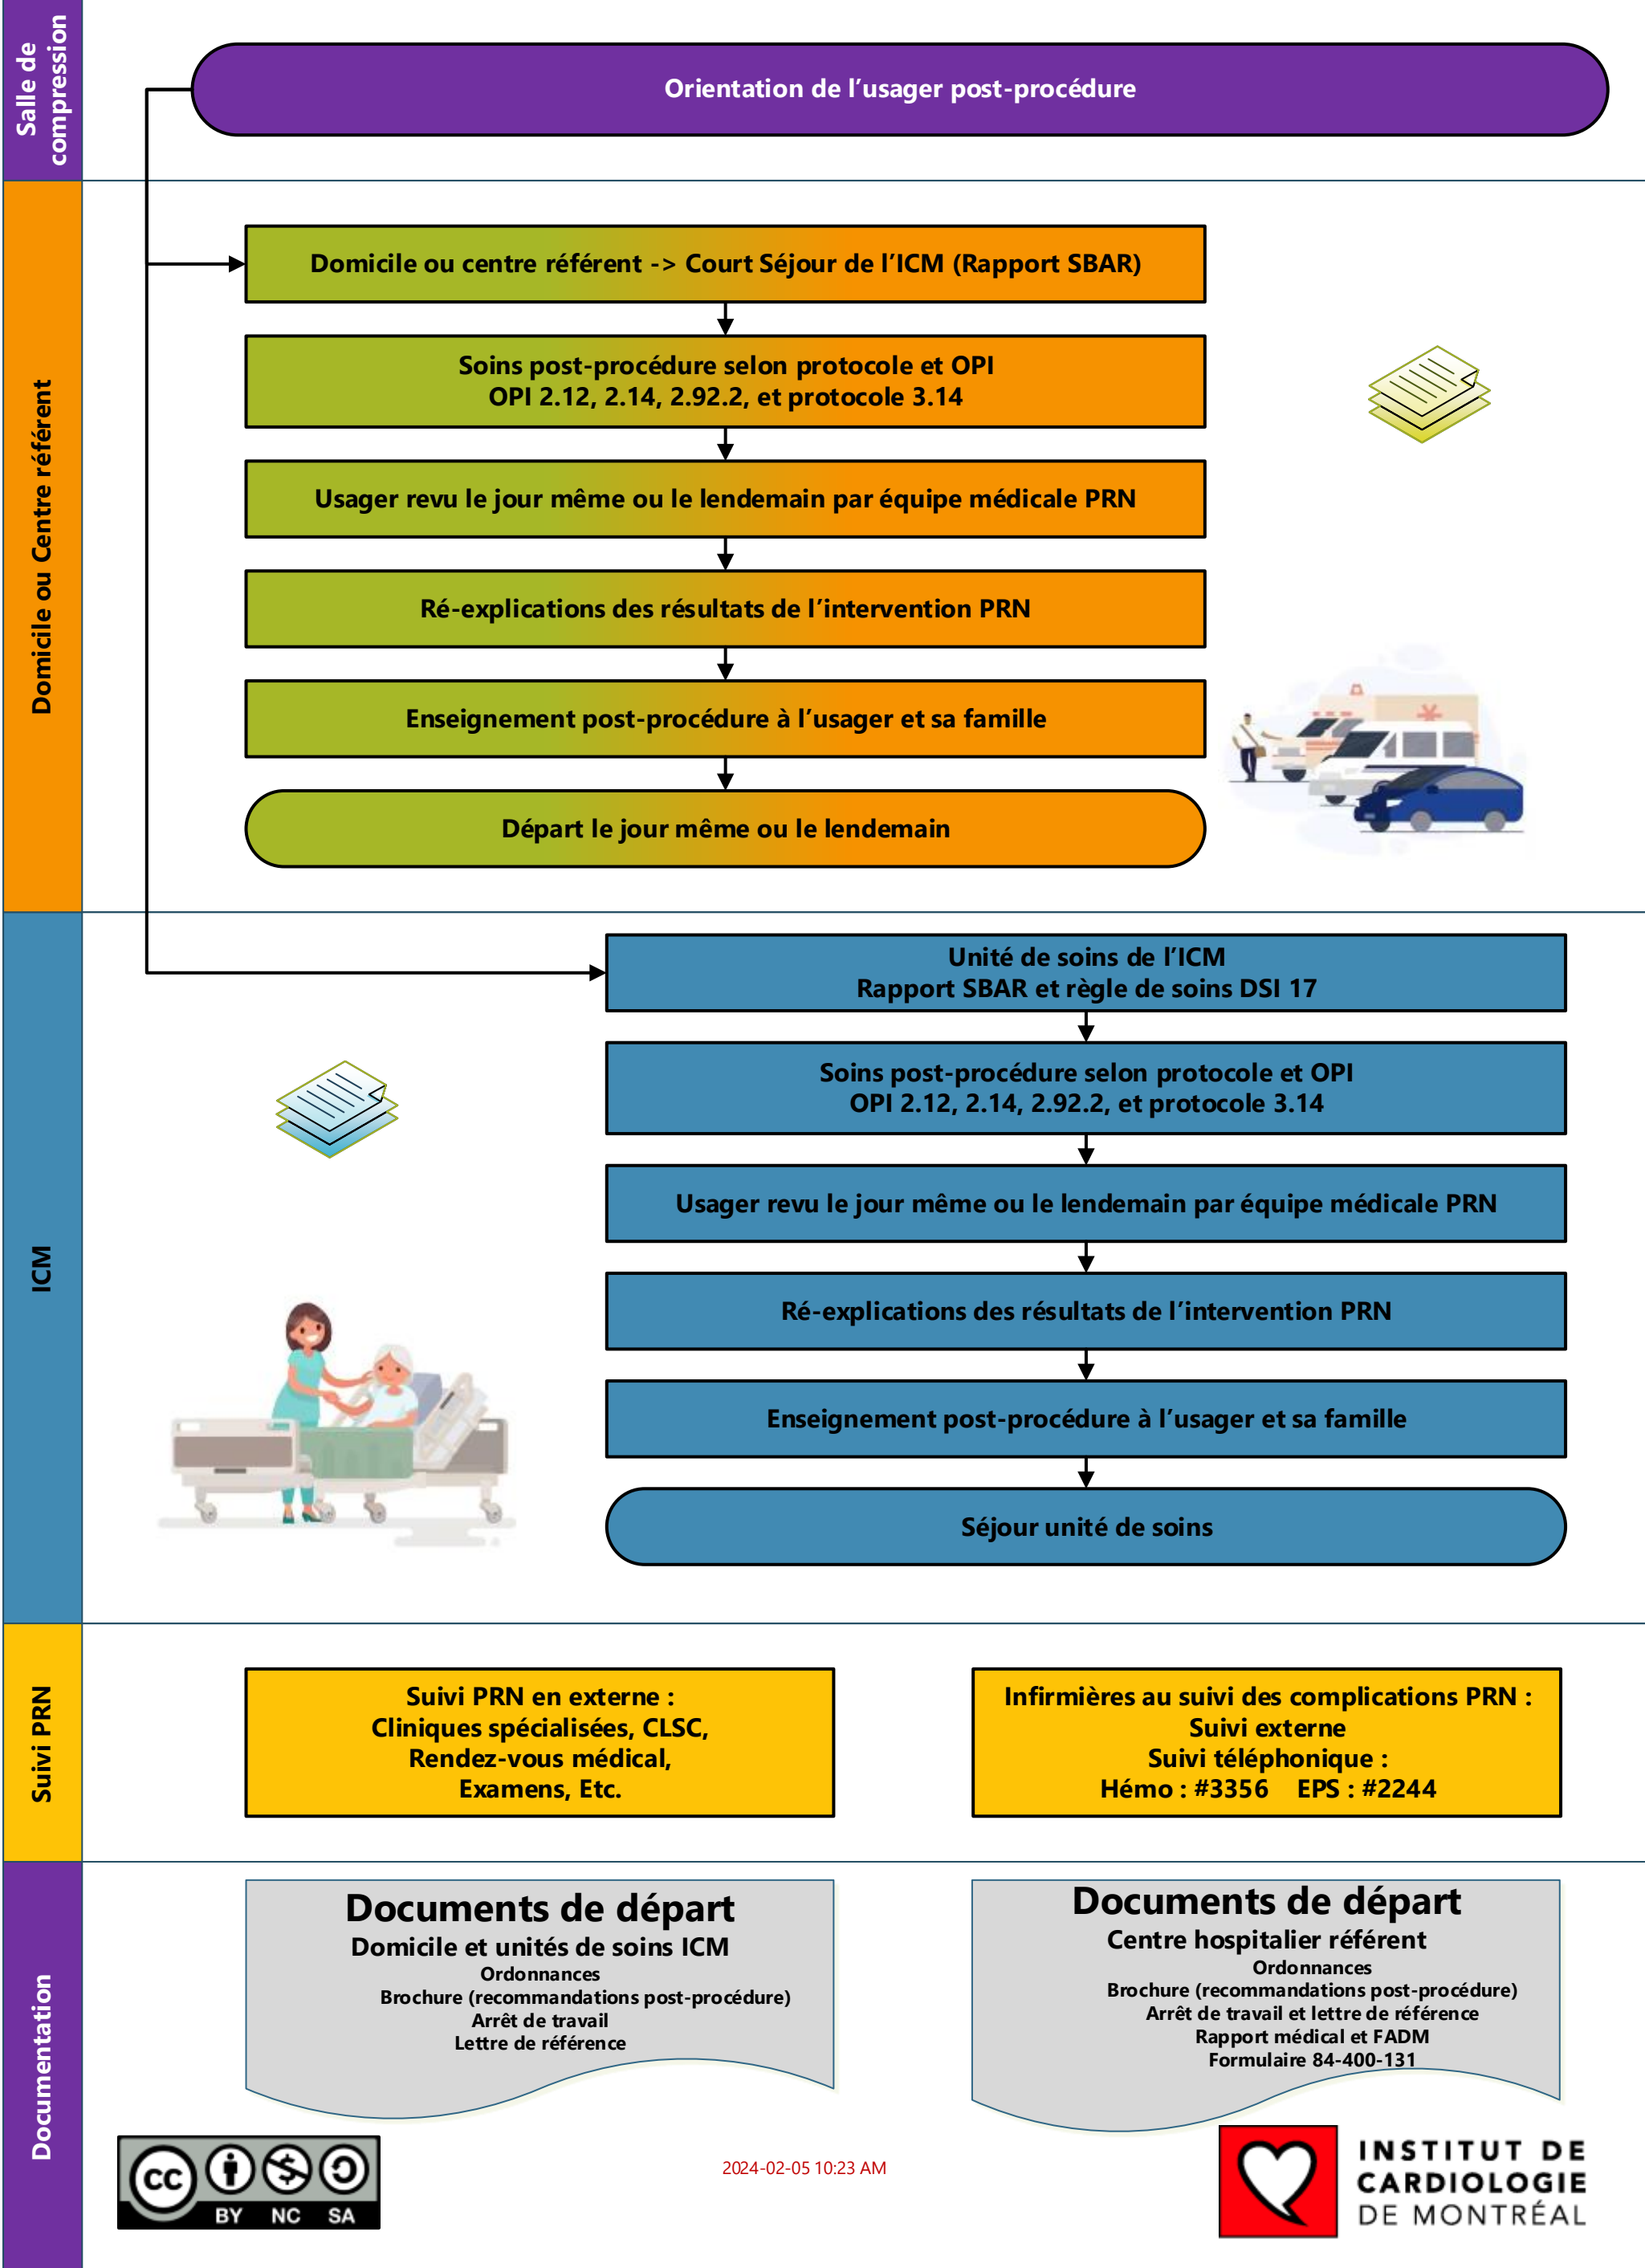 Salle de
compression
Orientation de l'usager post-procédure
Domicile ou Centre référent
Domicile ou centre référent -> Court Séjour de l'ICM (Rapport SBAR)
Soins post-procédure selon protocole et OPI
OPI 2.12, 2.14, 2.92.2, et protocole 3.14
Usager revu le jour même ou le lendemain par équipe médicale PRN
Ré-explications des résultats de l'intervention PRN
Enseignement post-procédure à l'usager et sa famille
Départ le jour même ou le lendemain
ICM
Unité de soins de l'ICM
Rapport SBAR et règle de soins DSI 17
Soins post-procédure selon protocole et OPI
OPI 2.12, 2.14, 2.92.2, et protocole 3.14
Usager revu le jour même ou le lendemain par équipe médicale PRN
Ré-explications des résultats de l'intervention PRN
Enseignement post-procédure à l'usager et sa famille
Séjour unité de soins
Suivi PRN
Suivi PRN en externe :
Cliniques spécialisées, CLSC,
Rendez-vous médical,
Examens, Etc.
Infirmières au suivi des complications PRN :
Suivi externe
Suivi téléphonique :
Hémo : #3356 EPS : #2244
Documentation
Documents de départ
Domicile et unités de soins ICM
Ordonnances
Brochure (recommandations post-procédure)
Arrêt de travail
Lettre de référence
Documents de départ
Centre hospitalier référent
Ordonnances
Brochure (recommandations post-procédure)
Arrêt de travail et lettre de référence
Rapport médical et FADM
Formulaire 84-400-131
cc
BY NC SA
2024-02-05 10:23 AM
INSTITUT DE
CARDIOLOGIE
DE MONTRÉAL